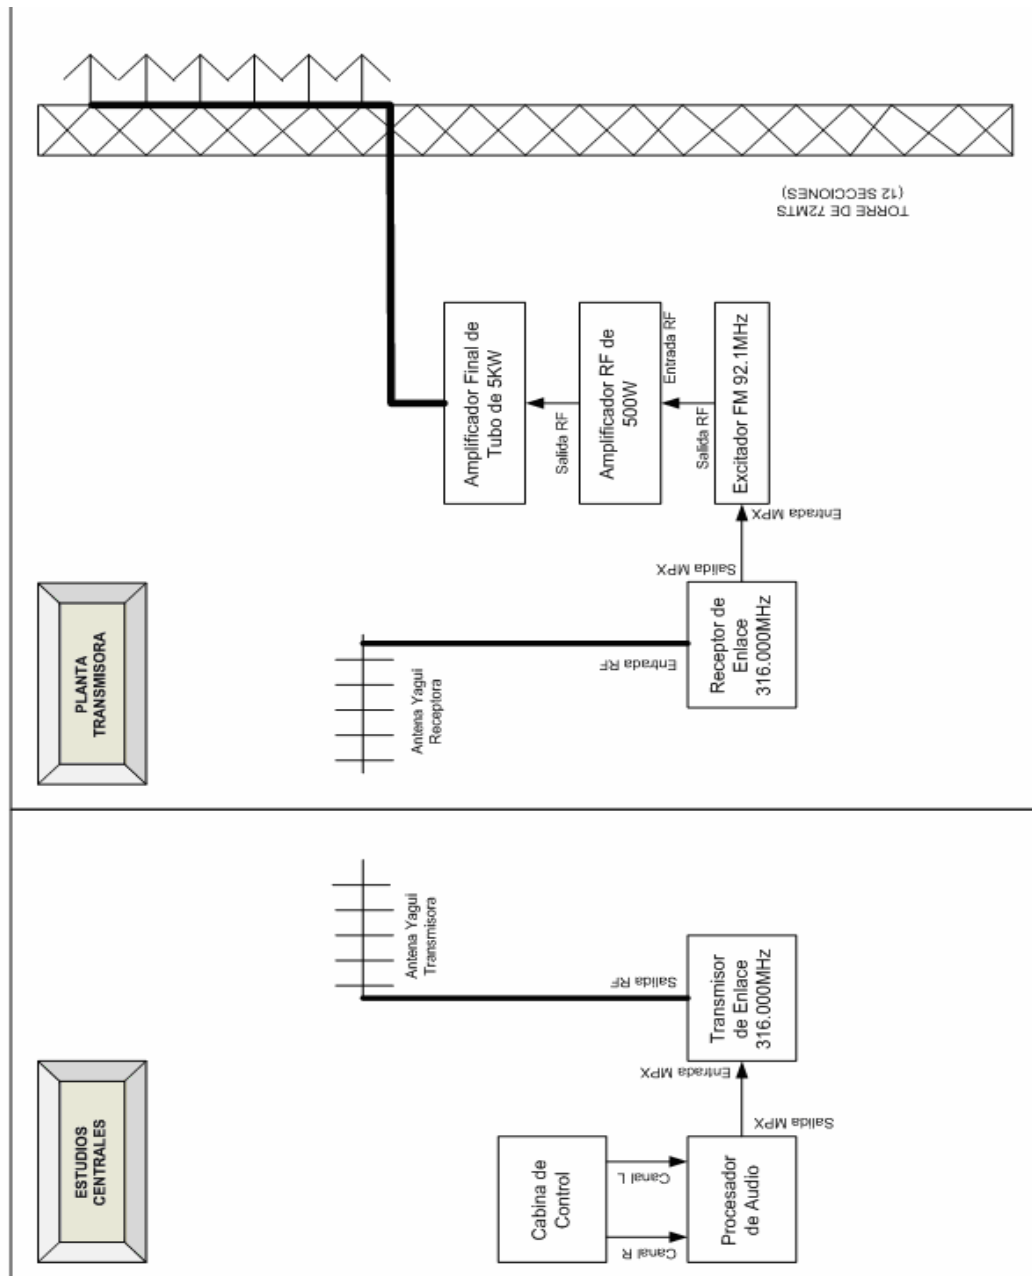 ESTUDIOS
CENTRALES
Cabina de
Control
Canal R
Canal L
Procesador
de Audio
Salida MPX
Entrada MPX
Transmisor
de Enlace
316.000MHz
Salida RF
Antena Yagui
Transmisora
PLANTA
TRANSMISORA
Antena Yagui
Receptora
Entrada RF
Receptor de
Enlace
316.000MHz
Salida MPX
Entrada MPX
Excitador FM 92.1MHz
Salida RF
Entrada RF
Amplificador RF de
500W
Salida RF
Amplificador Final de
Tubo de 5KW
TORRE DE 72MTS
(12 SECCIONES)